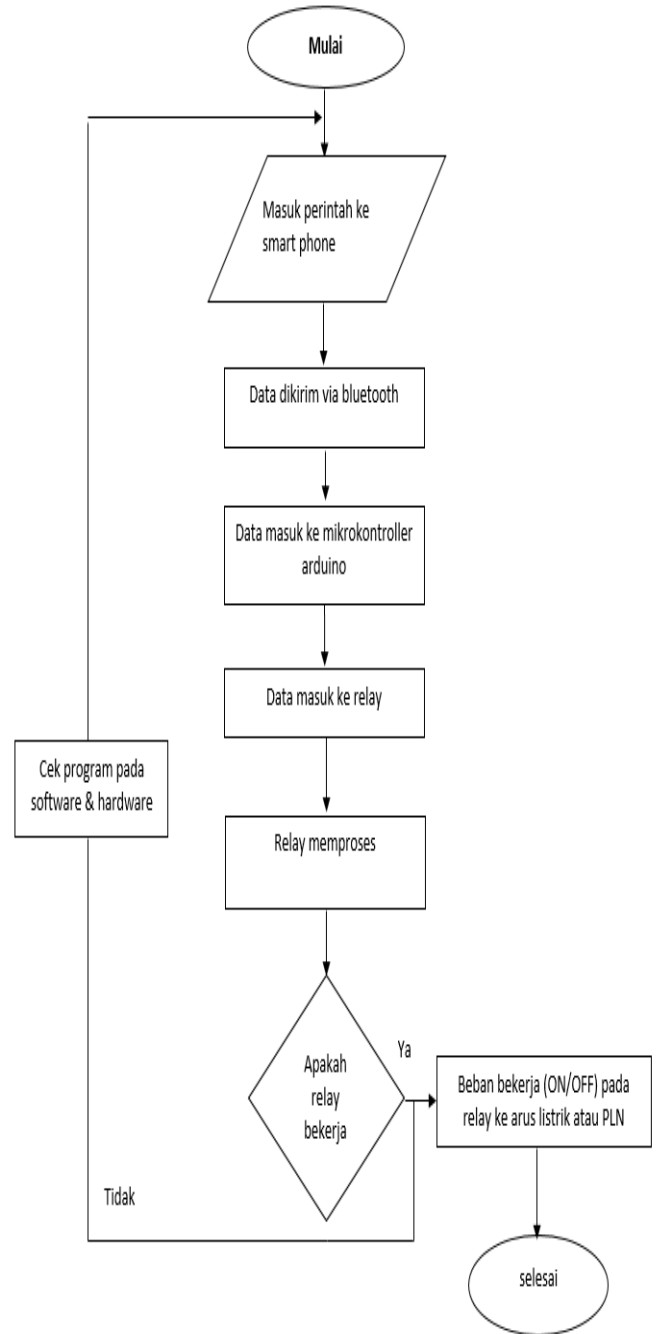 Mulai
Masuk perintah ke
smart phone
Data dikirim via bluetooth
Data masuk ke mikrokontroller
arduino
Data masuk ke relay
Cek program pada
software & hardware
Relay memproses
Apakah
relay
bekerja
Ya
Beban bekerja (ON/OFF) pada
relay ke arus listrik atau PLN
Tidak
selesai